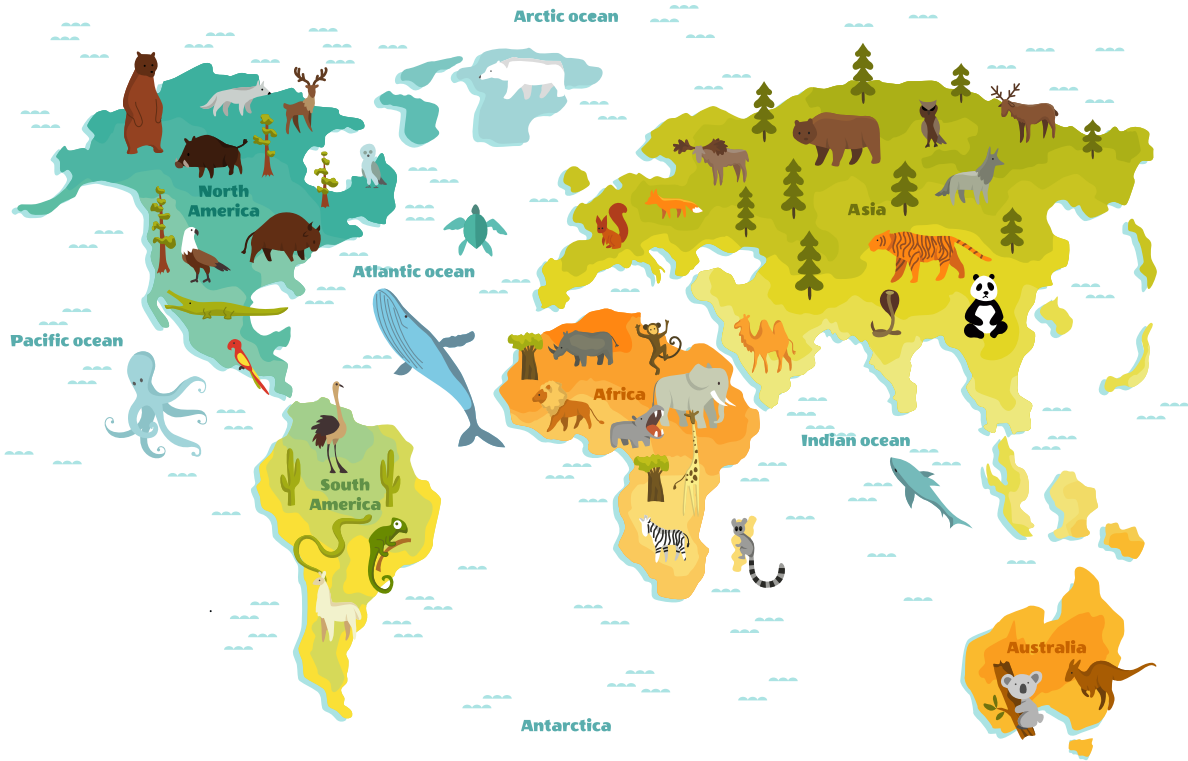 Arctic ocean
North
America
Asia
Atlantic ocean
Pacific ocean
Africa
Indian ocean
South
America
Australia
Antarctica